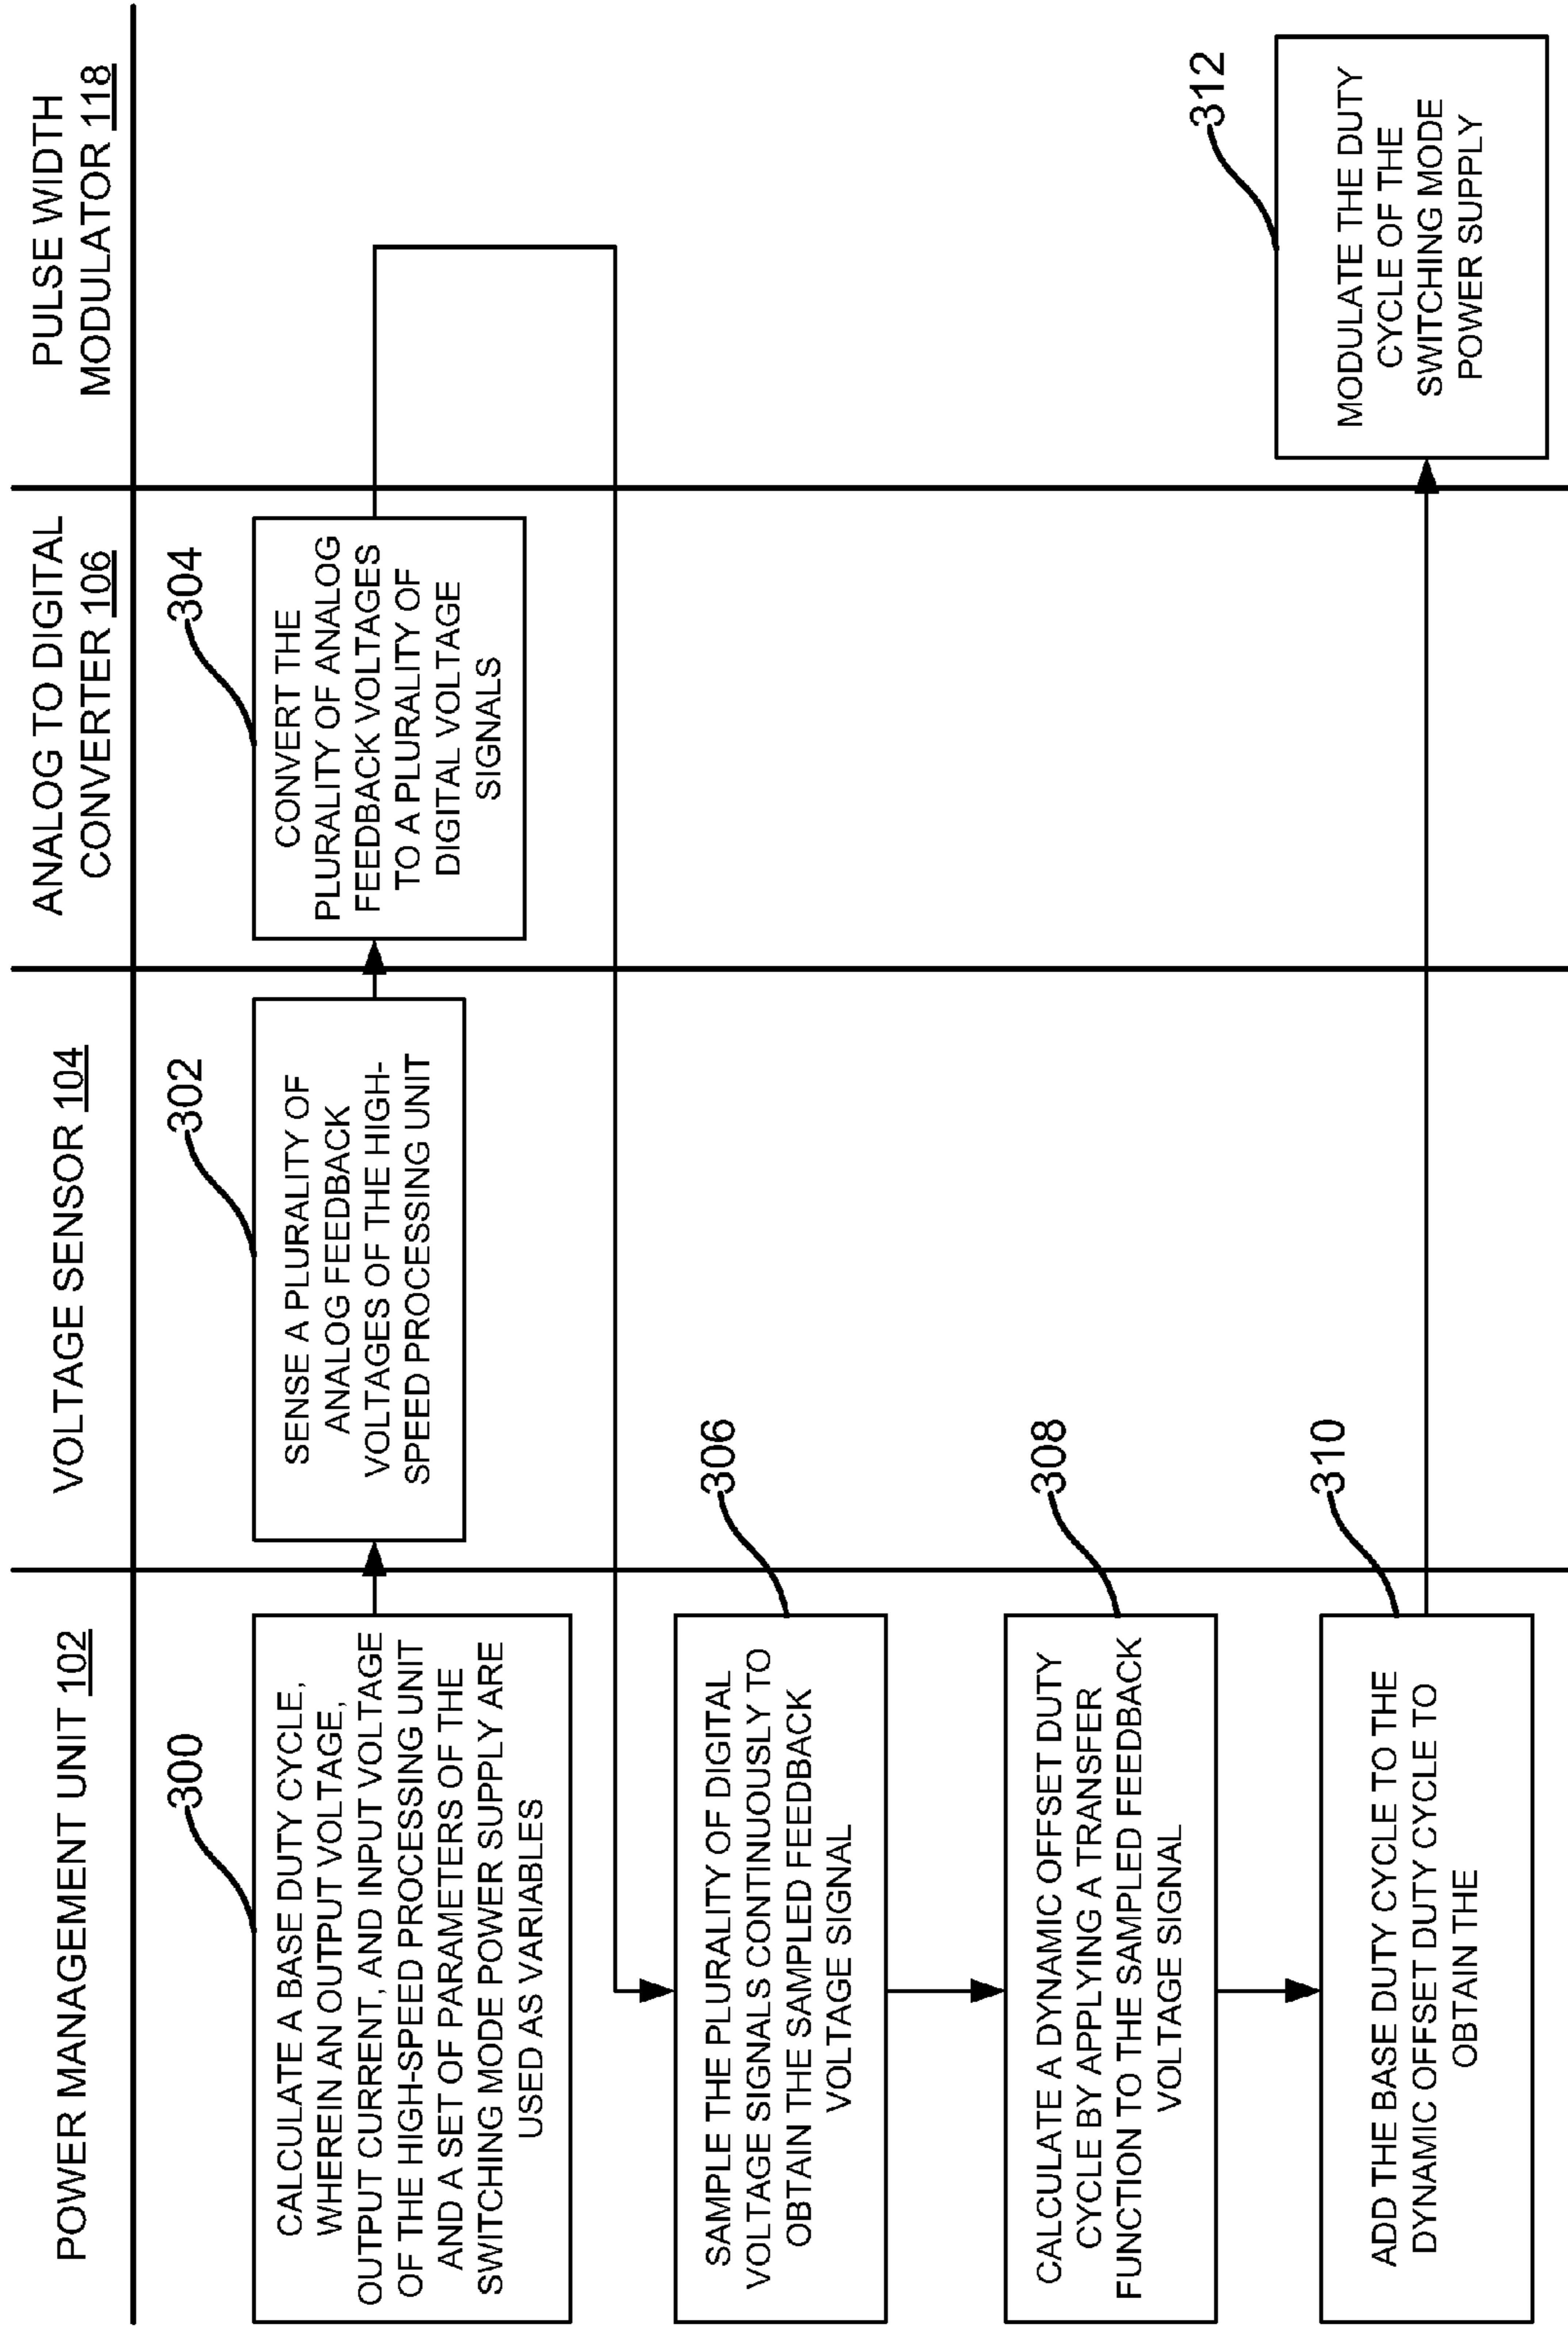 POWER MANAGEMENT UNIT 102
VOLTAGE SENSOR 104
ANALOG TO DIGITAL
CONVERTER 106
PULSE WIDTH
MODULATOR 118
300
CALCULATE A BASE DUTY CYCLE,
WHEREIN AN OUTPUT VOLTAGE,
OUTPUT CURRENT, AND INPUT VOLTAGE
OF THE HIGH-SPEED PROCESSING UNIT
AND A SET OF PARAMETERS OF THE
SWITCHING MODE POWER SUPPLY ARE
USED AS VARIABLES
302
SENSE A PLURALITY OF
ANALOG FEEDBACK
VOLTAGES OF THE HIGH-
SPEED PROCESSING UNIT
304
CONVERT THE
PLURALITY OF ANALOG
FEEDBACK VOLTAGES
TO A PLURALITY OF
DIGITAL VOLTAGE
SIGNALS
306
SAMPLE THE PLURALITY OF DIGITAL
VOLTAGE SIGNALS CONTINUOUSLY TO
OBTAIN THE SAMPLED FEEDBACK
VOLTAGE SIGNAL
308
CALCULATE A DYNAMIC OFFSET DUTY
CYCLE BY APPLYING A TRANSFER
FUNCTION TO THE SAMPLED FEEDBACK
VOLTAGE SIGNAL
310
ADD THE BASE DUTY CYCLE TO THE
DYNAMIC OFFSET DUTY CYCLE TO
OBTAIN THE
312
MODULATE THE DUTY
CYCLE OF THE
SWITCHING MODE
POWER SUPPLY